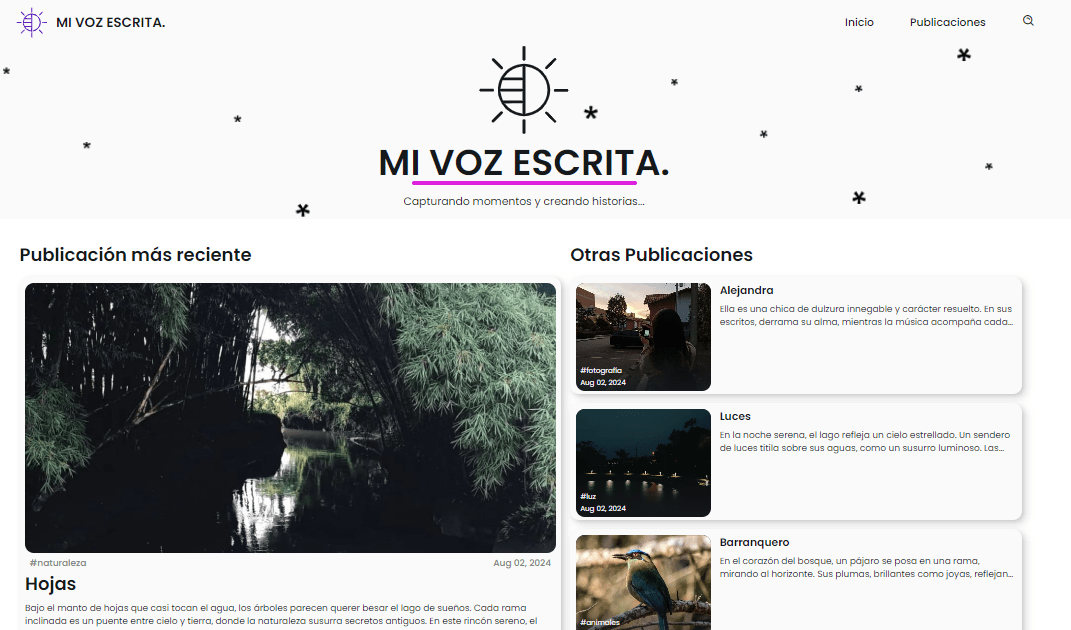 MI VOZ ESCRITA.
Inicio
Publicaciones
MI VOZ ESCRITA.
Capturando momentos y creando historias...
Publicación más reciente
#naturaleza
Aug 02, 2024
Hojas
Bajo el manto de hojas que casi tocan el agua, los árboles parecen querer besar el lago de sueños. Cada rama
inclinada es un puente entre cielo y tierra, donde la naturaleza susurra secretos antiguos. En este rincón sereno, el
Otras Publicaciones
#fotografía
Aug 02, 2024
Alejandra
Ella es una chica de dulzura innegable y carácter resuelto. En sus
escritos, derrama su alma, mientras la música acompaña cada...
#luz
Aug 02, 2024
Luces
En la noche serena, el lago refleja un cielo estrellado. Un sendero
de luces titila sobre sus aguas, como un susurro luminoso. Las...
#animales
Barranquero
En el corazón del bosque, un pájaro se posa en una rama,
mirando al horizonte. Sus plumas, brillantes como joyas, reflejan...